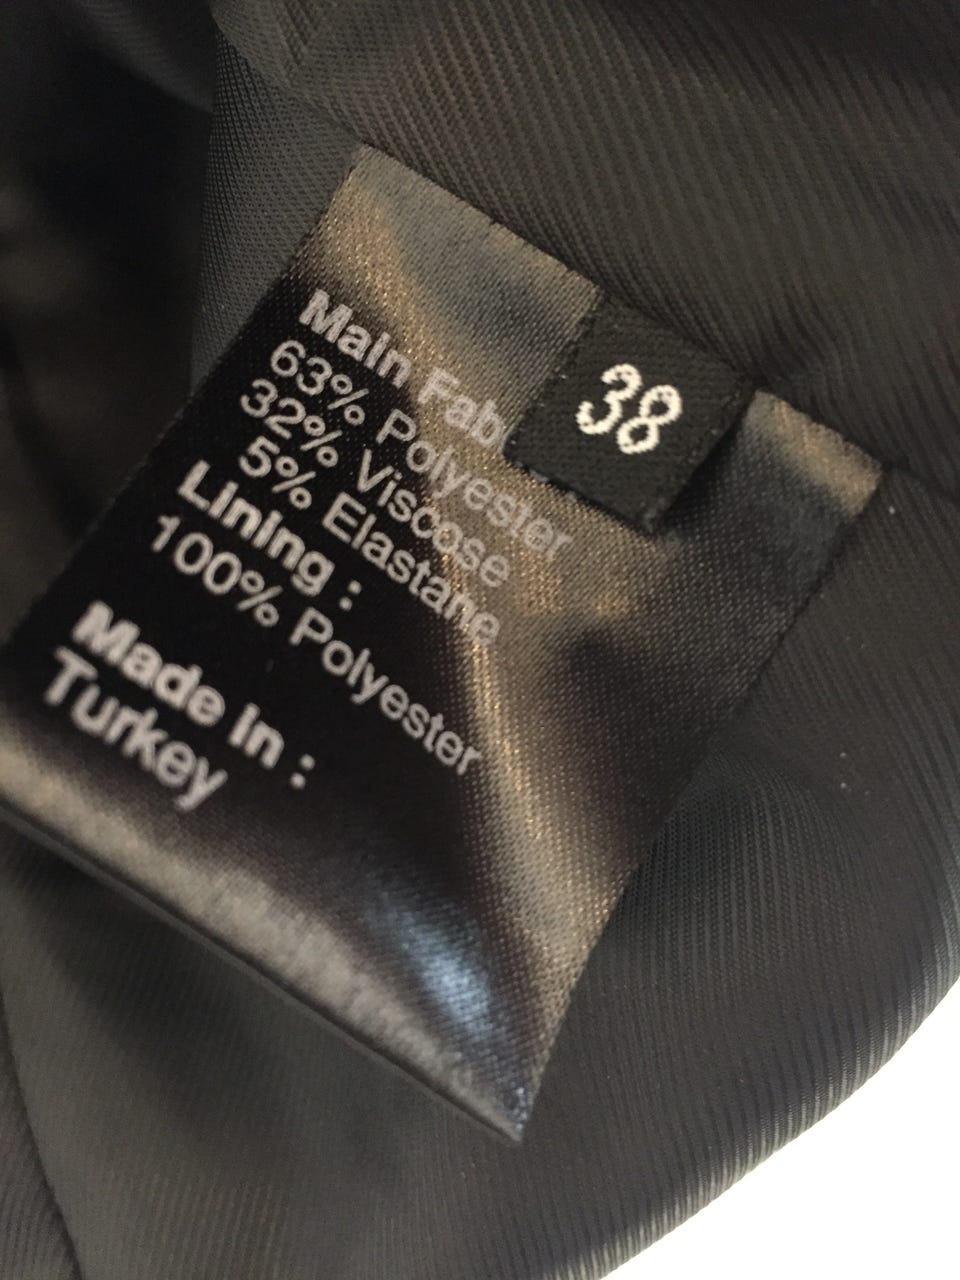 Main Fab
63% Polyester
32% Viscose
5% Elastane
Lining :
100% Polyester
Made in :
Turkey
38